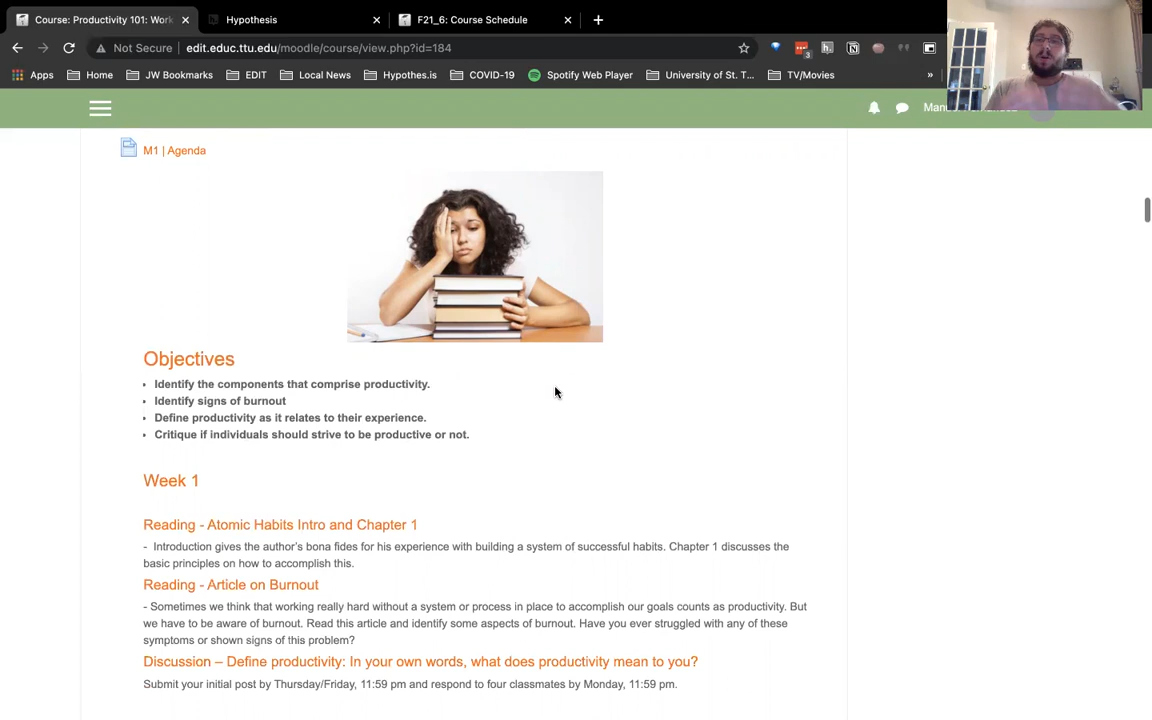 Course: Productivity 101: Work
Hypothesis
F21_6: Course Schedule
Not Secure
edit.educ.ttu.edu/moodle/course/view.php?id=184
3
h.
Apps
Home
JW Bookmarks
EDIT
Local News
Hypothes.is
COVID-19
Spotify Web Player
University of St. T...
TV/Movies
»
M1 | Agenda
Objectives
• Identify the components that comprise productivity.
• Identify signs of burnout
• Define productivity as it relates to their experience.
• Critique if individuals should strive to be productive or not.
Week 1
Reading - Atomic Habits Intro and Chapter 1
- Introduction gives the author's bona fides for his experience with building a system of successful habits. Chapter 1 discusses the
basic principles on how to accomplish this.
Reading - Article on Burnout
- Sometimes we think that working really hard without a system or process in place to accomplish our goals counts as productivity. But
we have to be aware of burnout. Read this article and identify some aspects of burnout. Have you ever struggled with any of these
symptoms or shown signs of this problem?
Discussion – Define productivity: In your own words, what does productivity mean to you?
Submit your initial post by Thursday/Friday, 11:59 pm and respond to four classmates by Monday, 11:59 pm.